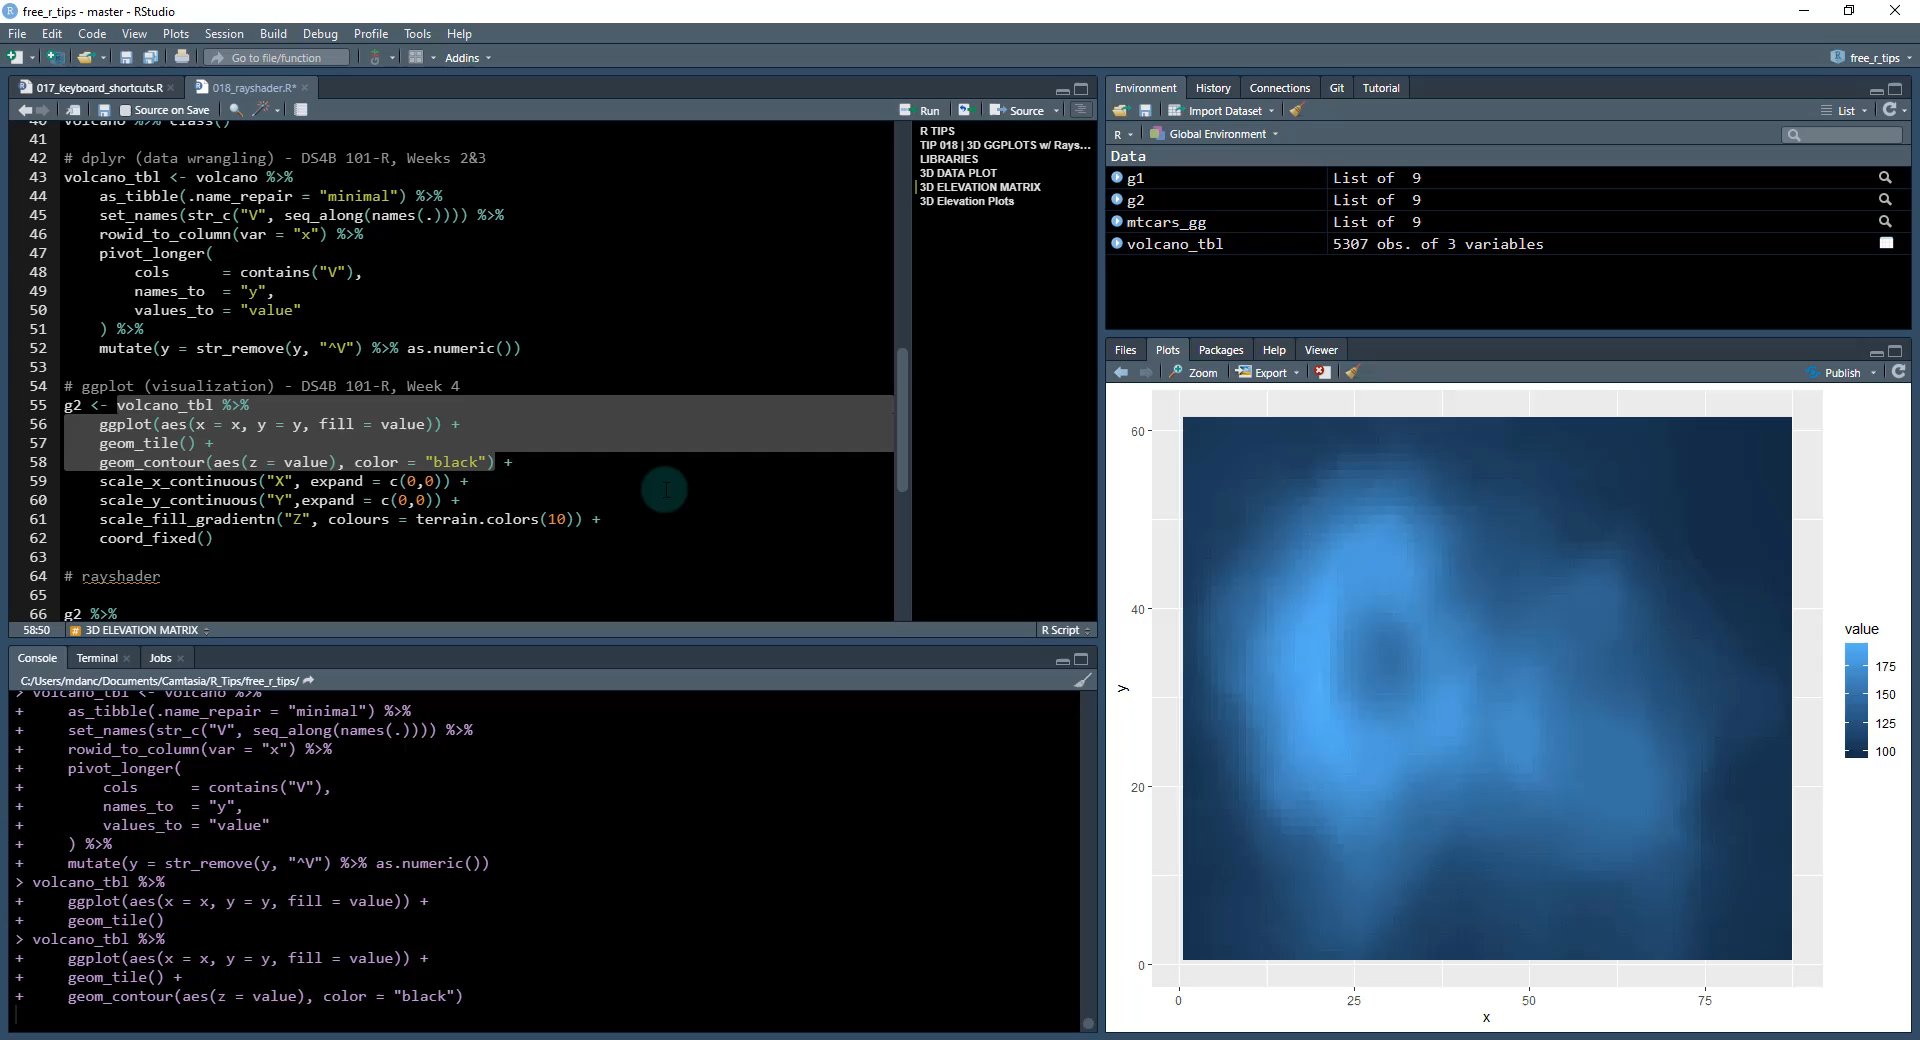 free_r_tips - master - RStudio
File Edit Code View Plots Session Build Debug Profile Tools Help
Go to file/function Addins free_r_tips
017_keyboard_shortcuts.R 018_rayshader.R*
Source on Save Run Source
40 volcano %>% class()
41
42 # dplyr (data wrangling) - DS4B 101-R, Weeks 2&3
43 volcano_tbl <- volcano %>%
44 as_tibble(.name_repair = "minimal") %>%
45 set_names(str_c("V", seq_along(names(.)))) %>%
46 rowid_to_column(var = "x") %>%
47 pivot_longer(
48 cols = contains("V"),
49 names_to = "y",
50 values_to = "value"
51 ) %>%
52 mutate(y = str_remove(y, "^V") %>% as.numeric())
53
54 # ggplot (visualization) - DS4B 101-R, Week 4
55 g2 <- volcano_tbl %>%
56 ggplot(aes(x = x, y = y, fill = value)) +
57 geom_tile() +
58 geom_contour(aes(z = value), color = "black") +
59 scale_x_continuous("X", expand = c(0,0)) +
60 scale_y_continuous("Y",expand = c(0,0)) +
61 scale_fill_gradientn("Z", colours = terrain.colors(10)) +
62 coord_fixed()
63
64 # rayshader
65
66 g2 %>%
58:50 3D ELEVATION MATRIX R Script
R TIPS
TIP 018 | 3D GGPLOTS w/ Rays...
LIBRARIES
3D DATA PLOT
3D ELEVATION MATRIX
3D Elevation Plots
Console Terminal Jobs
C:/Users/mdanc/Documents/Camtasia/R_Tips/free_r_tips/
> volcano_tbl <- volcano %>%
+ as_tibble(.name_repair = "minimal") %>%
+ set_names(str_c("V", seq_along(names(.)))) %>%
+ rowid_to_column(var = "x") %>%
+ pivot_longer(
+ cols = contains("V"),
+ names_to = "y",
+ values_to = "value"
+ ) %>%
+ mutate(y = str_remove(y, "^V") %>% as.numeric())
> volcano_tbl %>%
+ ggplot(aes(x = x, y = y, fill = value)) +
+ geom_tile()
> volcano_tbl %>%
+ ggplot(aes(x = x, y = y, fill = value)) +
+ geom_tile() +
+ geom_contour(aes(z = value), color = "black")
Environment History Connections Git Tutorial
Import Dataset List
R Global Environment
Data
g1 List of 9
g2 List of 9
mtcars_gg List of 9
volcano_tbl 5307 obs. of 3 variables
Files Plots Packages Help Viewer
Zoom Export Publish
60
40
20
0
y
0 25 50 75
x
value
175
150
125
100